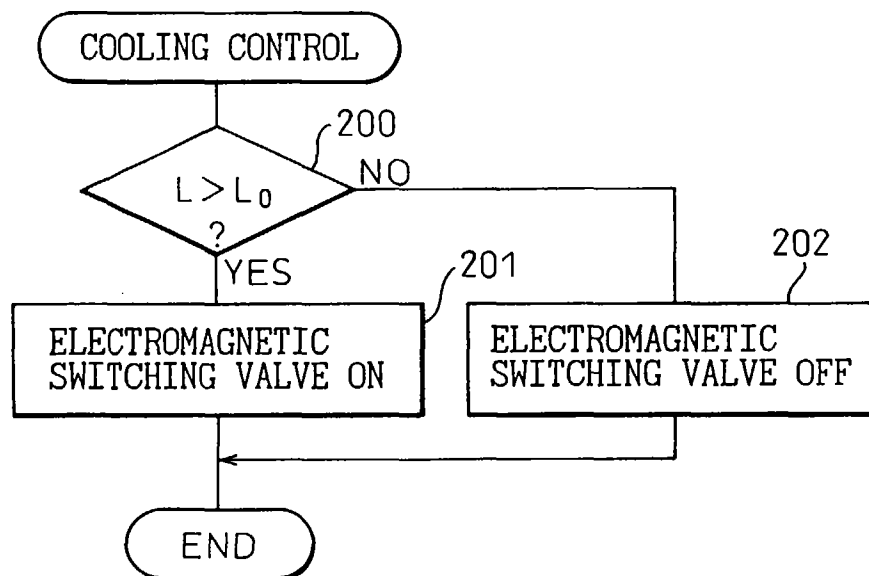 COOLING CONTROL
200
L>L₀
?
NO
YES
201
202
ELECTROMAGNETIC
SWITCHING VALVE ON
ELECTROMAGNETIC
SWITCHING VALVE OFF
END